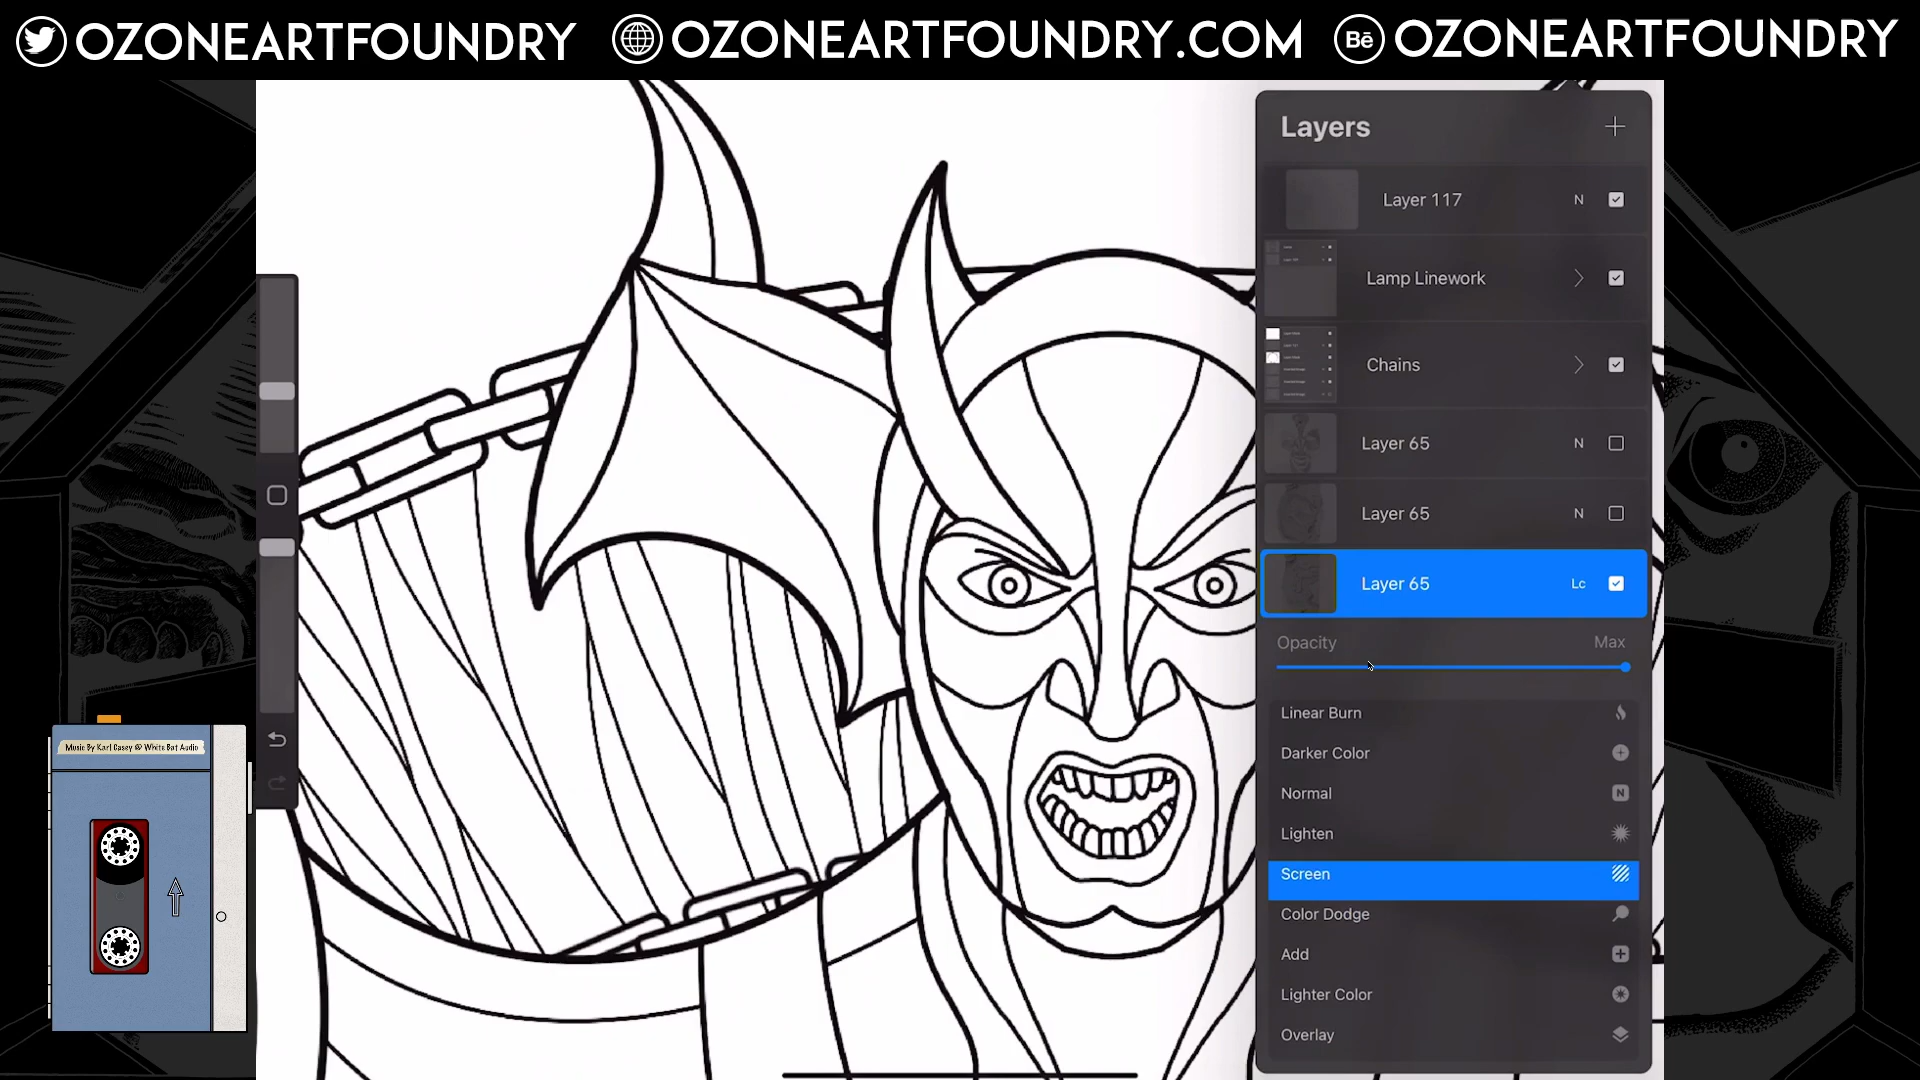 OZONEARTFOUNDRY
OZONEARTFOUNDRY.COM
Bē OZONEARTFOUNDRY
Layers
Layer 117 N
Lamp Linework
Chains
Layer 65 N
Layer 65 N
Layer 65 Lc
Opacity Max
Linear Burn
Darker Color
Normal N
Lighten
Screen
Color Dodge
Add
Lighter Color
Overlay
Music By Karl Casey @ White Bat Audio